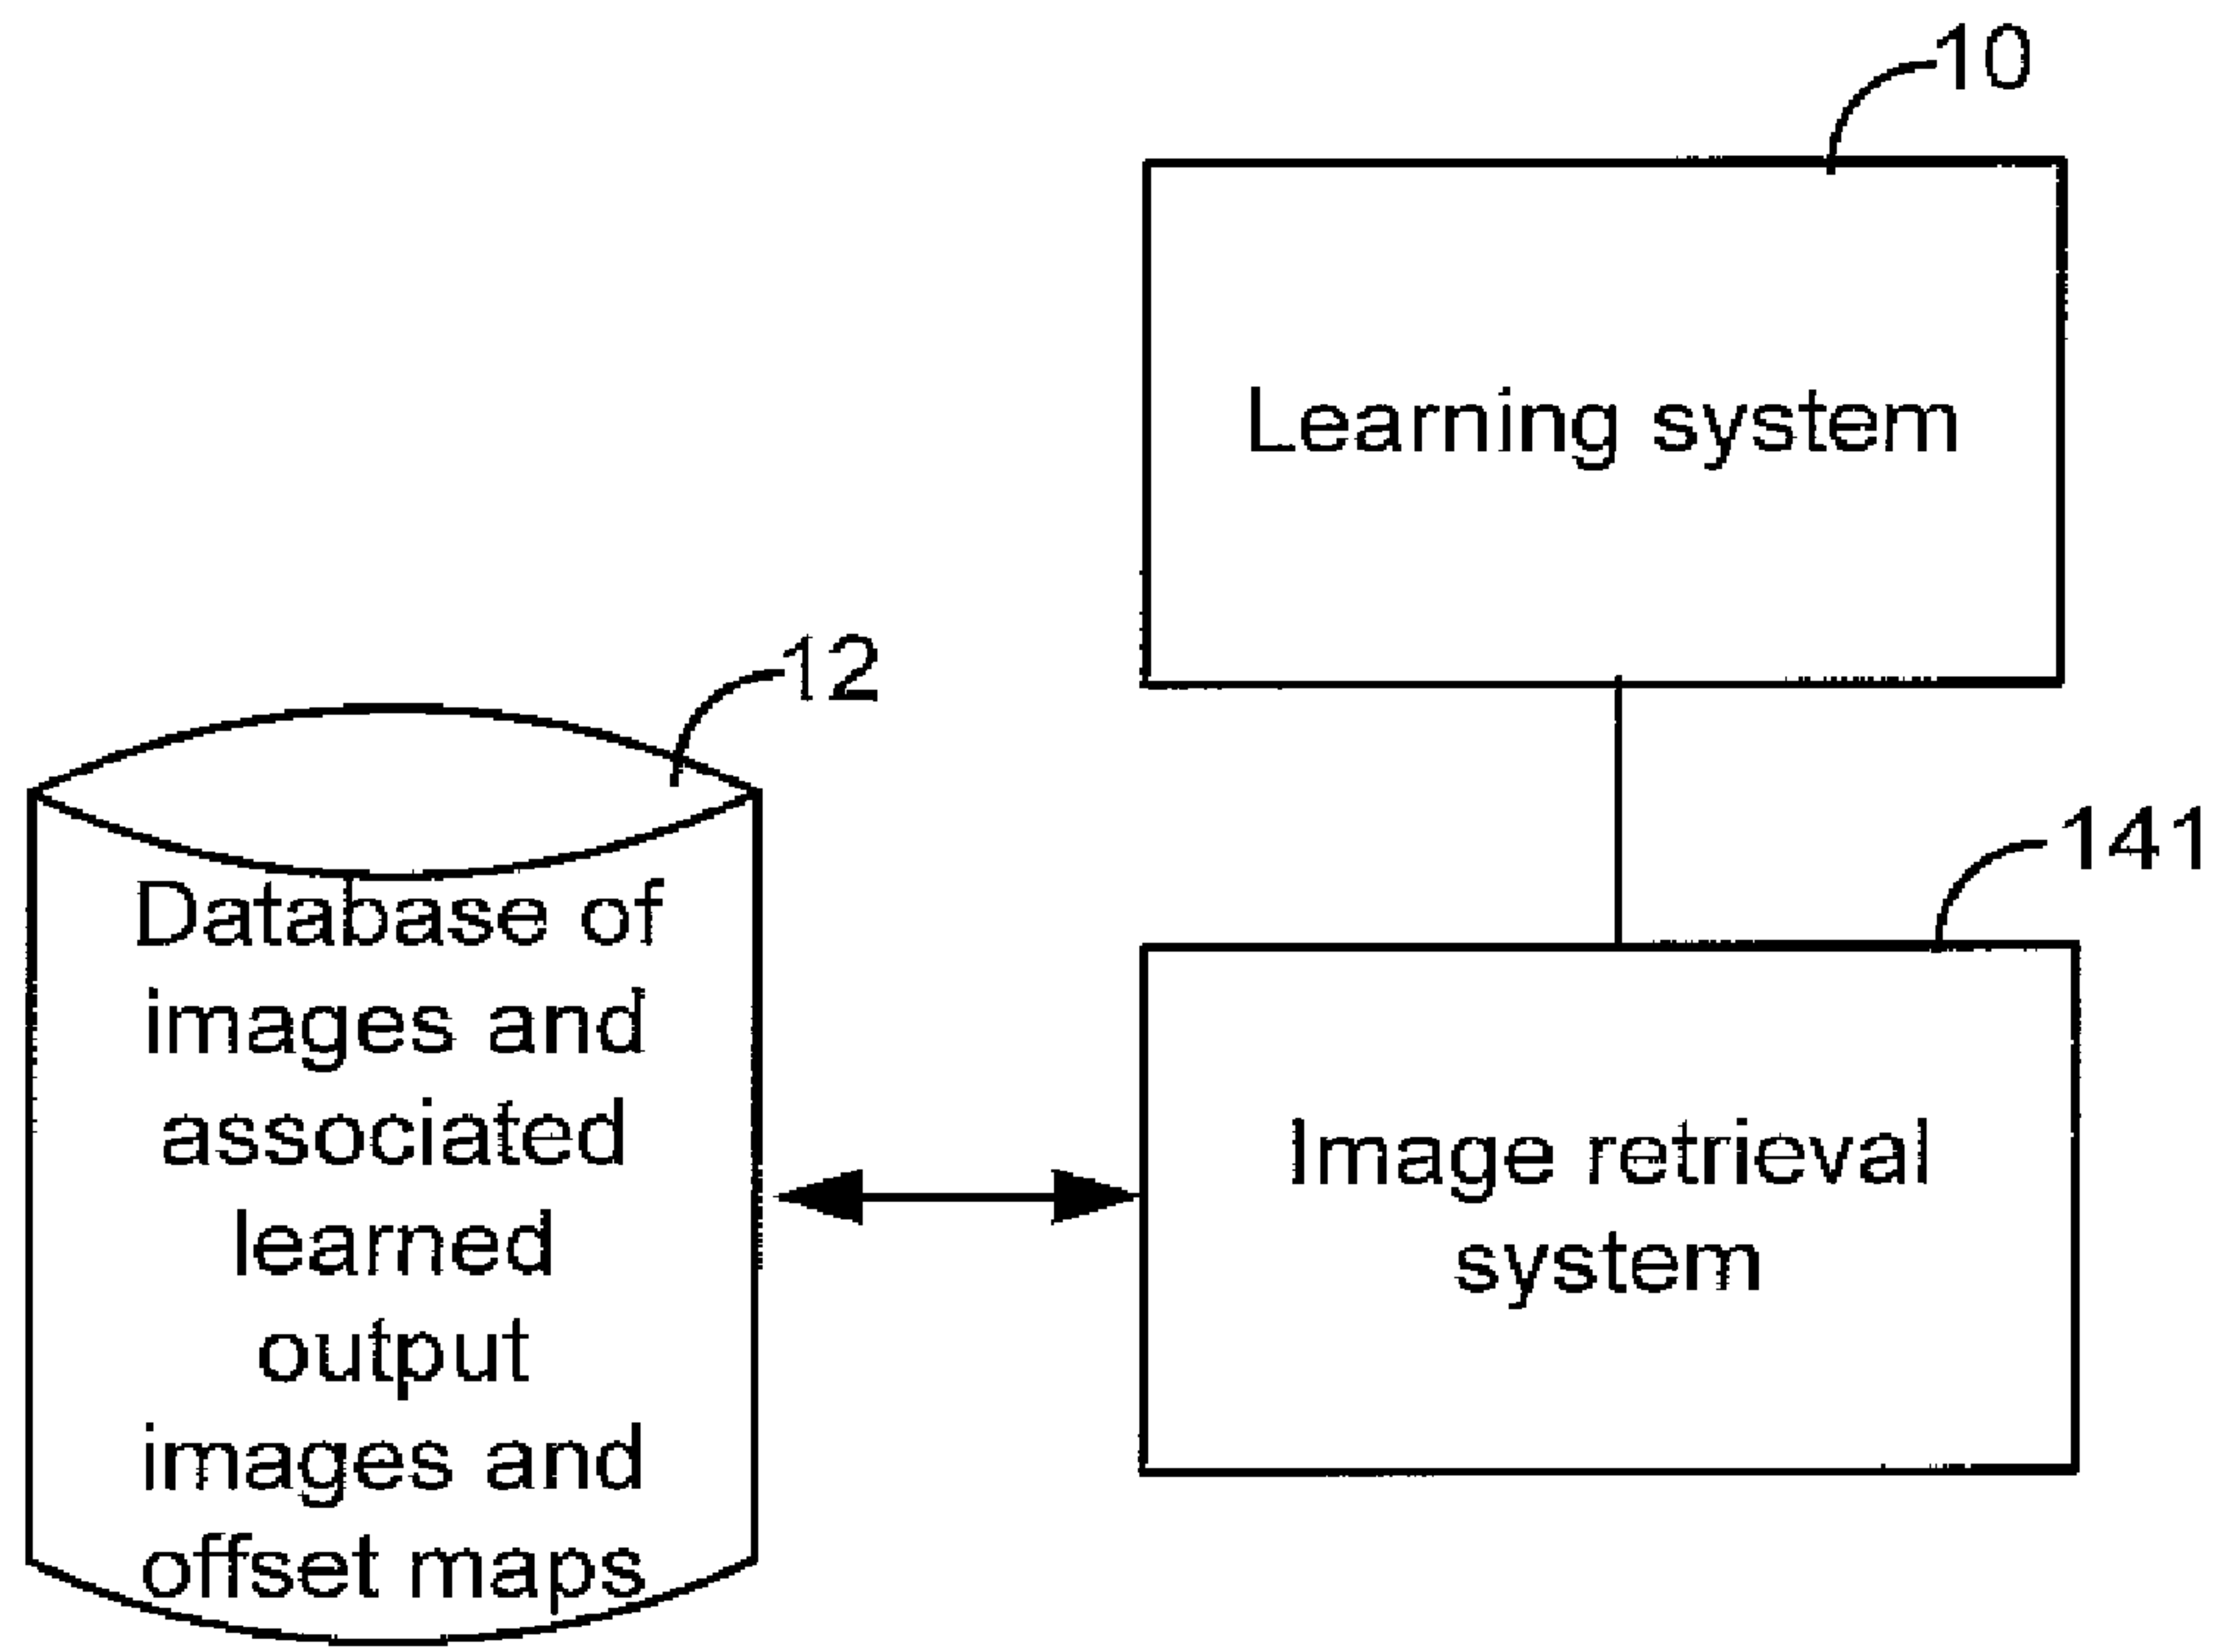 10
Learning system
12
Database of
images and
associated
learned
output
images and
offset maps
141
Image retrieval
system